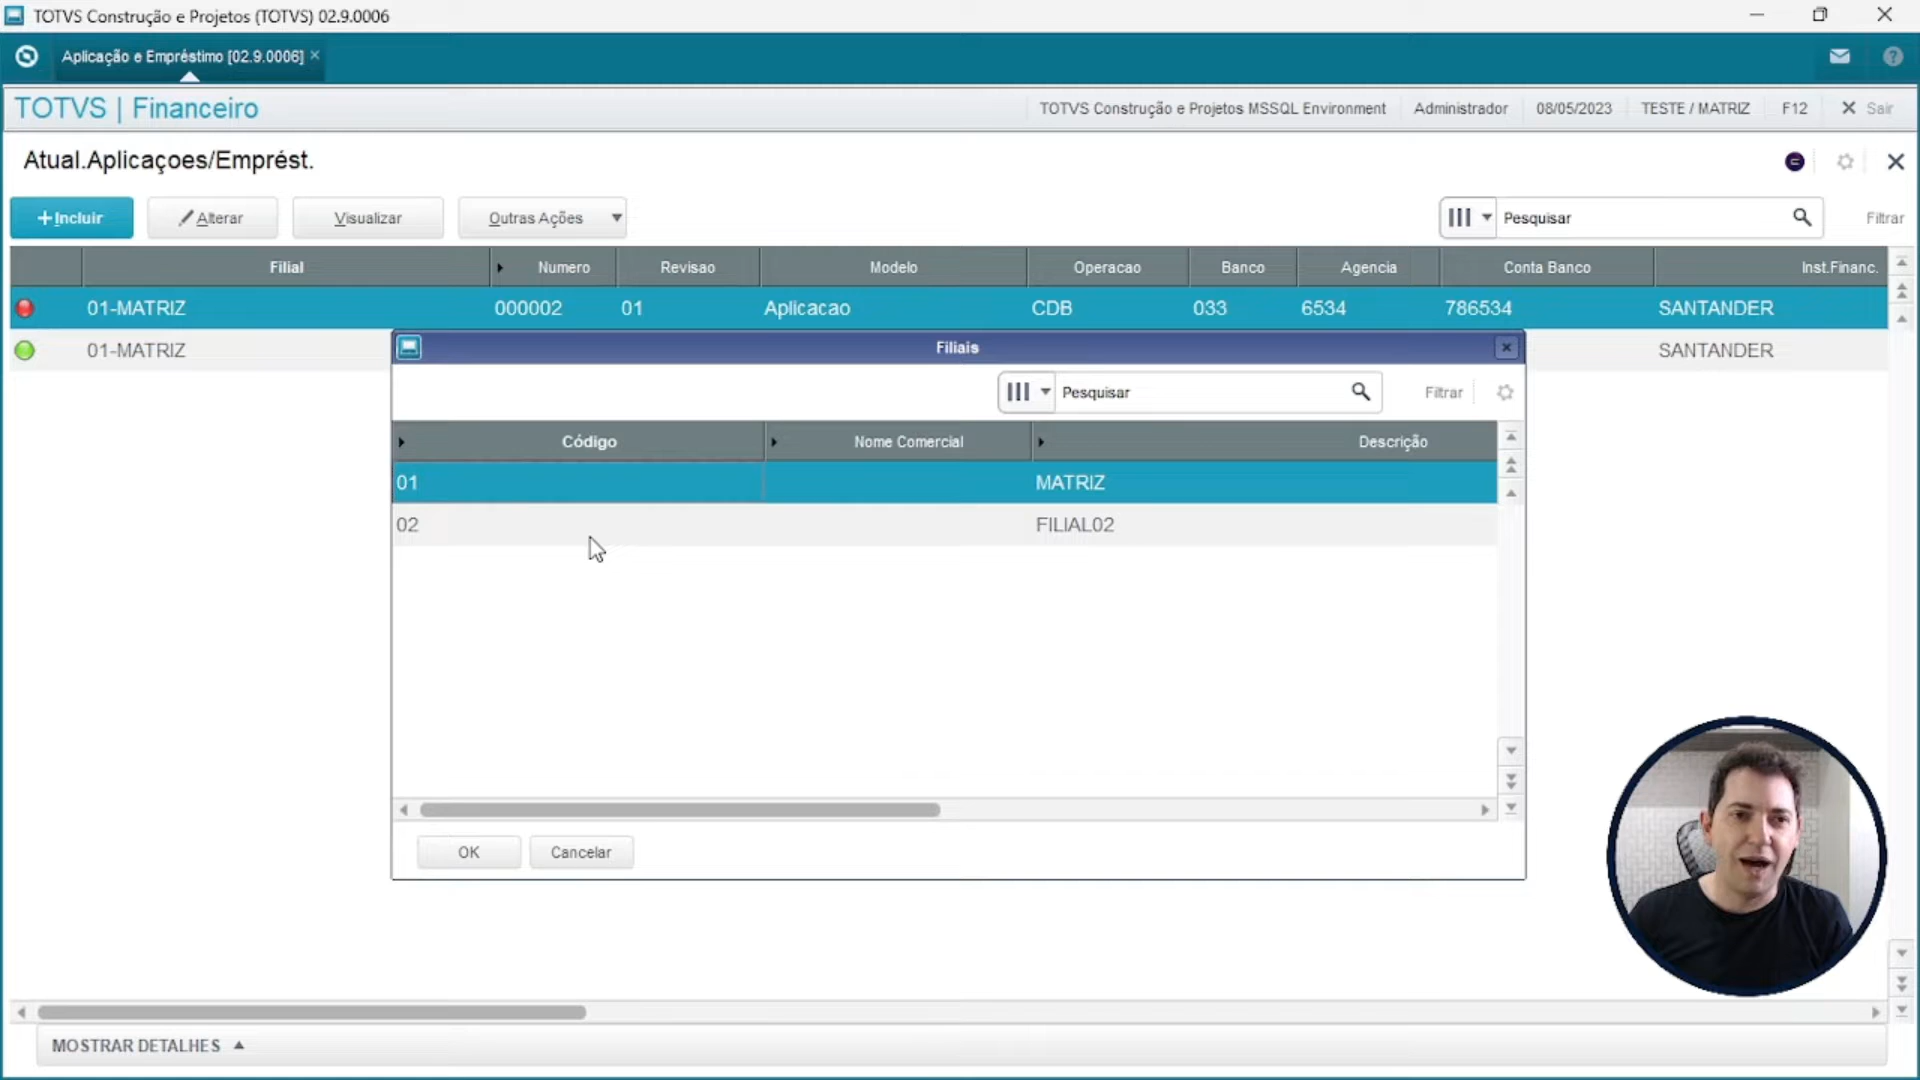 TOTVS Construção e Projetos (TOTVS) 02.9.0006
Aplicação e Empréstimo [02.9.0006]
TOTVS | Financeiro
TOTVS Construção e Projetos MSSQL Environment
Administrador
08/05/2023
TESTE / MATRIZ
F12
Sair
Atual.Aplicaçoes/Emprést.
+Incluir
Alterar
Visualizar
Outras Ações
Pesquisar
Filtrar
Filial Numero Revisao Modelo Operacao Banco Agencia Conta Banco Inst.Financ.
01-MATRIZ 000002 01 Aplicacao CDB 033 6534 786534 SANTANDER
01-MATRIZ SANTANDER
Filiais
Pesquisar
Filtrar
Código Nome Comercial Descrição
01 MATRIZ
02 FILIAL02
OK
Cancelar
MOSTRAR DETALHES